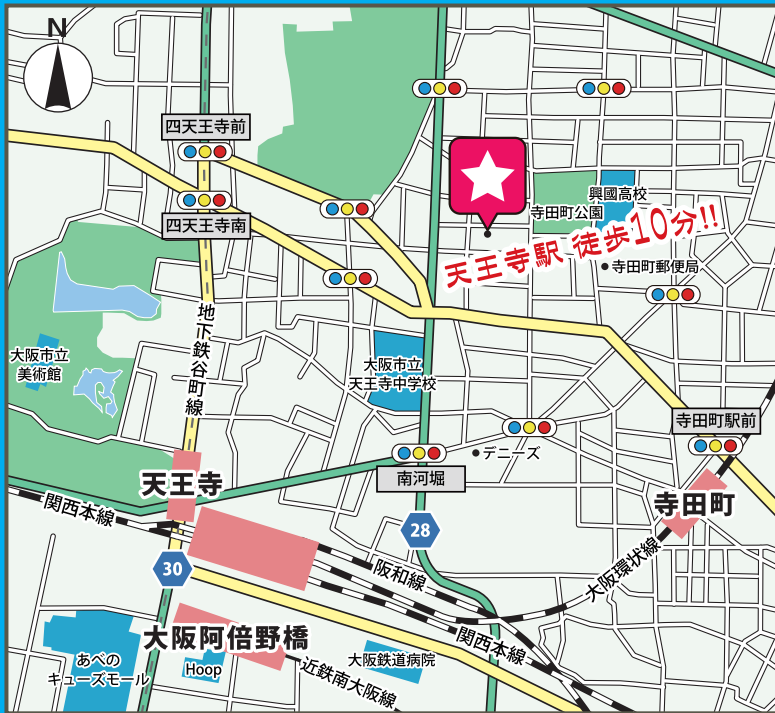 N
四天王寺前
四天王寺南
興國高校
寺田町公園
天王寺駅 徒歩10分!!
寺田町郵便局
地下鉄谷町線
大阪市立
美術館
大阪市立
天王寺中学校
寺田町駅前
デニーズ
南河堀
天王寺
寺田町
関西本線
28
阪和線
大阪環状線
30
大阪阿倍野橋
関西本線
あべの
キューズモール
Hoop
大阪鉄道病院
近鉄南大阪線